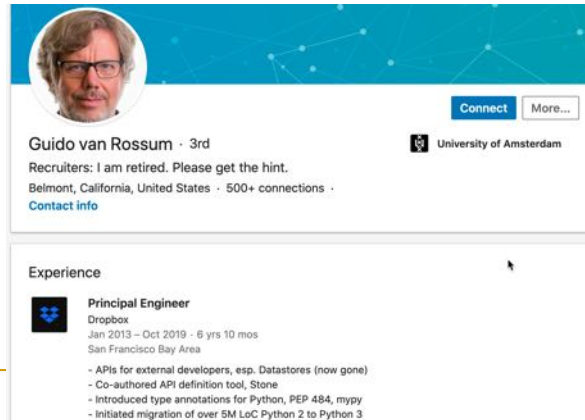 Connect
More...
Guido van Rossum · 3rd
University of Amsterdam
Recruiters: I am retired. Please get the hint.
Belmont, California, United States · 500+ connections ·
Contact info
Experience
Principal Engineer
Dropbox
Jan 2013 – Oct 2019 · 6 yrs 10 mos
San Francisco Bay Area
- APIs for external developers, esp. Datastores (now gone)
- Co-authored API definition tool, Stone
- Introduced type annotations for Python, PEP 484, mypy
- Initiated migration of over 5M LoC Python 2 to Python 3